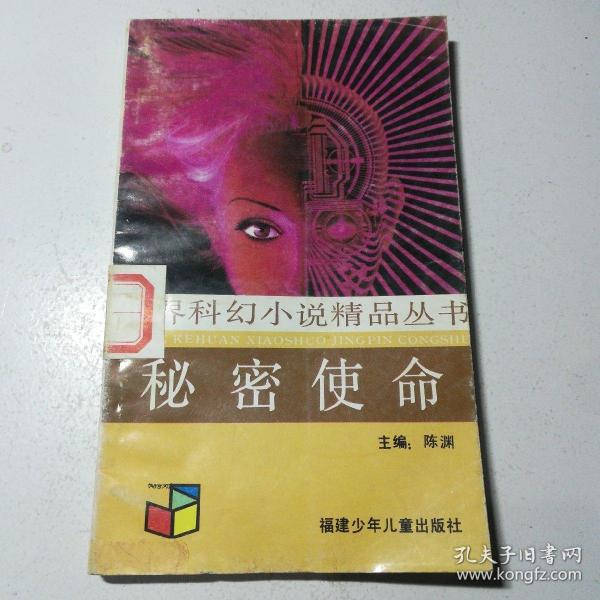 界科幻小说精品丛书
KEHUAN XIAOSHUO JINGPIN CONGSHU
秘密使命
主编：陈渊
福建少年儿童出版社
孔夫子旧书网
www.kongfz.com